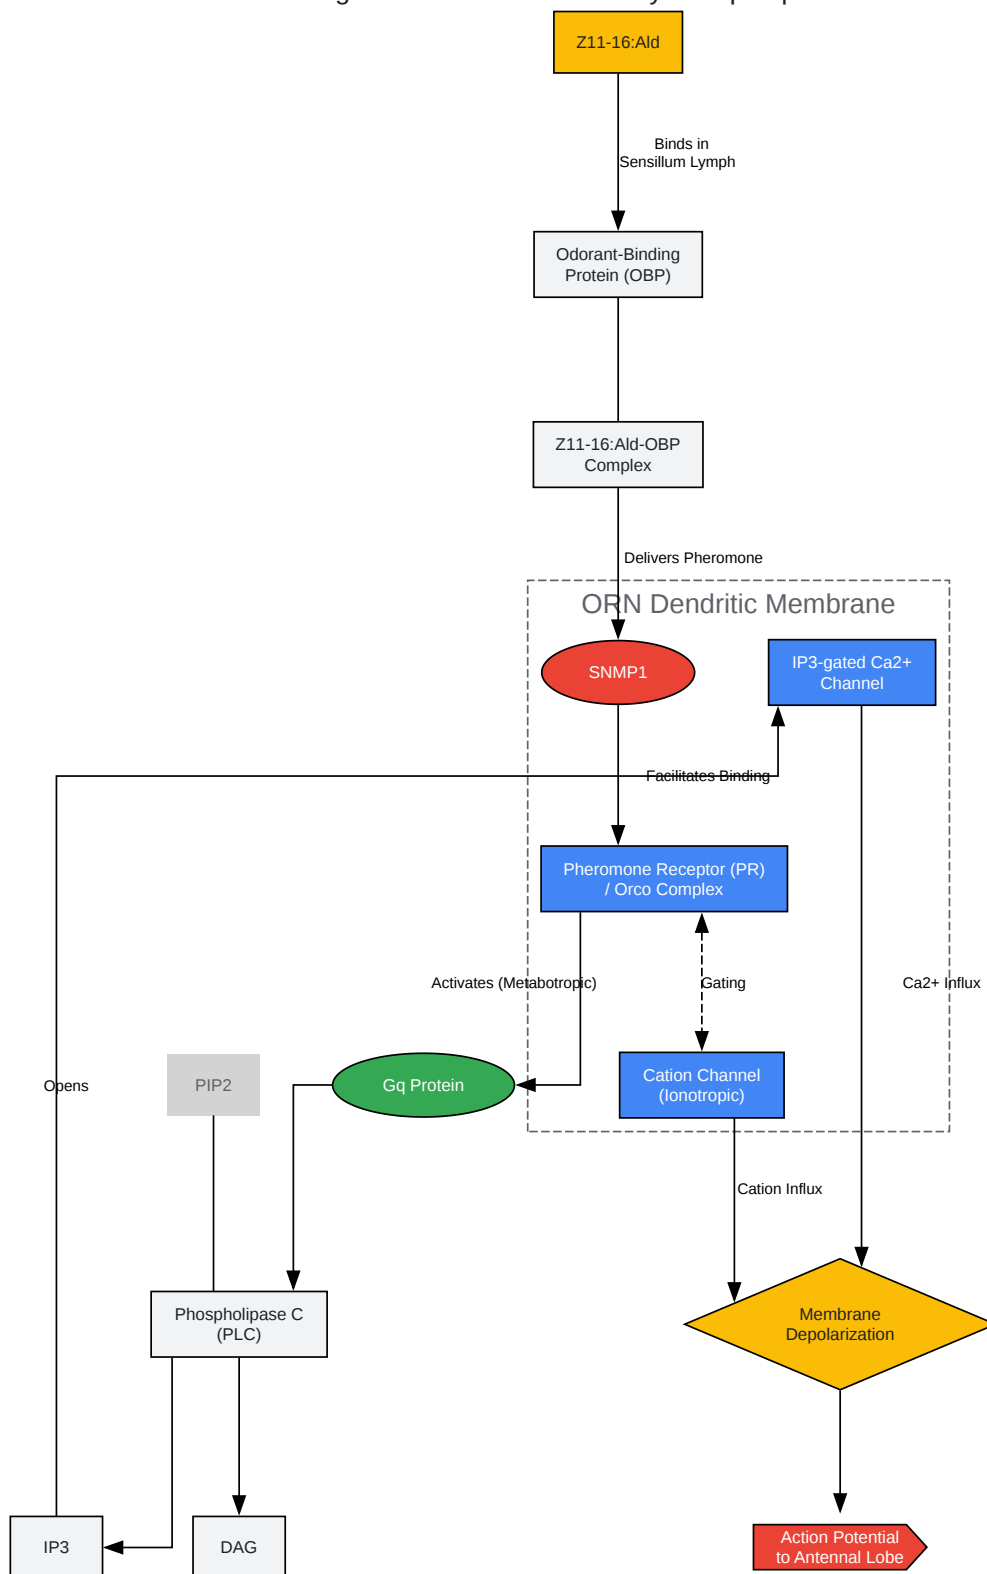 Z11-16:Ald
Binds in
Sensillum Lymph
Odorant-Binding
Protein (OBP)
Z11-16:Ald-OBP
Complex
Delivers Pheromone
ORN Dendritic Membrane
SNMP1
IP3-gated Ca2+
Channel
Facilitates Binding
Pheromone Receptor (PR)
/ Orco Complex
Activates (Metabotropic)
Gating
Ca2+ Influx
Opens
PIP2
Gq Protein
Cation Channel
(Ionotropic)
Cation Influx
Phospholipase C
(PLC)
Membrane
Depolarization
IP3
DAG
Action Potential
to Antennal Lobe